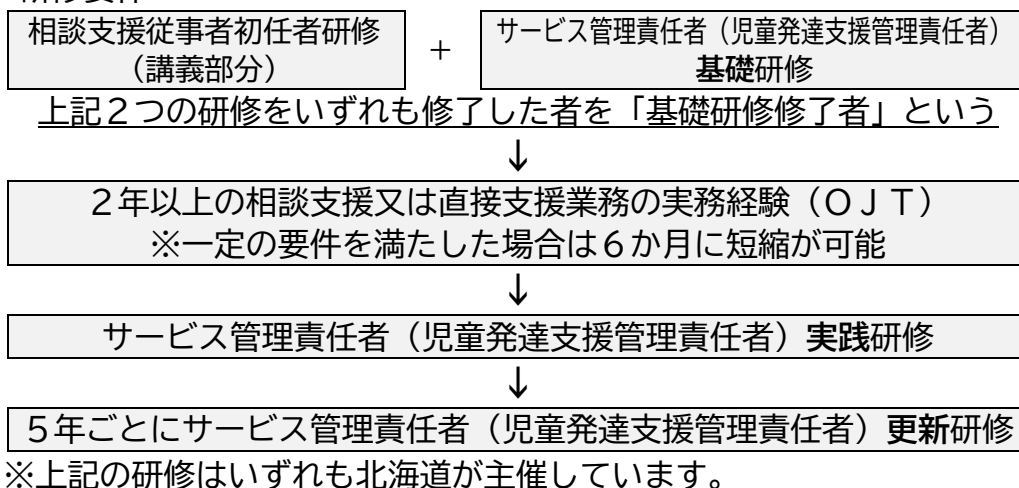 相談支援従事者初任者研修
（講義部分）
＋
サービス管理責任者（児童発達支援管理責任者）
基礎研修
上記２つの研修をいずれも修了した者を「基礎研修修了者」という
↓
２年以上の相談支援又は直接支援業務の実務経験（ＯＪＴ）
※一定の要件を満たした場合は６か月に短縮が可能
↓
サービス管理責任者（児童発達支援管理責任者）実践研修
↓
５年ごとにサービス管理責任者（児童発達支援管理責任者）更新研修
※上記の研修はいずれも北海道が主催しています。